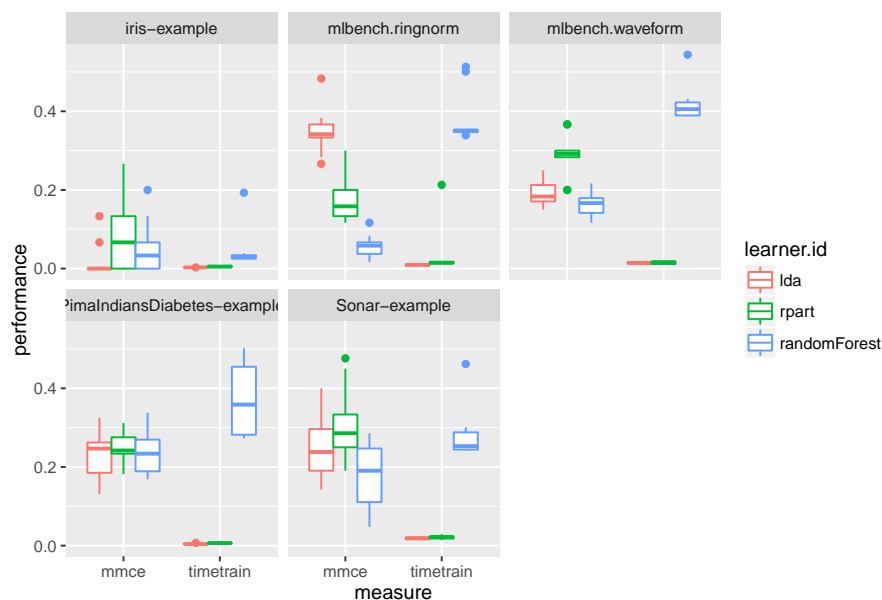 iris−example
mlbench.ringnorm
mlbench.waveform
0.4
0.2
0.0
PimaIndiansDiabetes−example
Sonar−example
0.4
0.2
0.0
mmce
timetrain
mmce
timetrain
measure
performance
learner.id
lda
rpart
randomForest